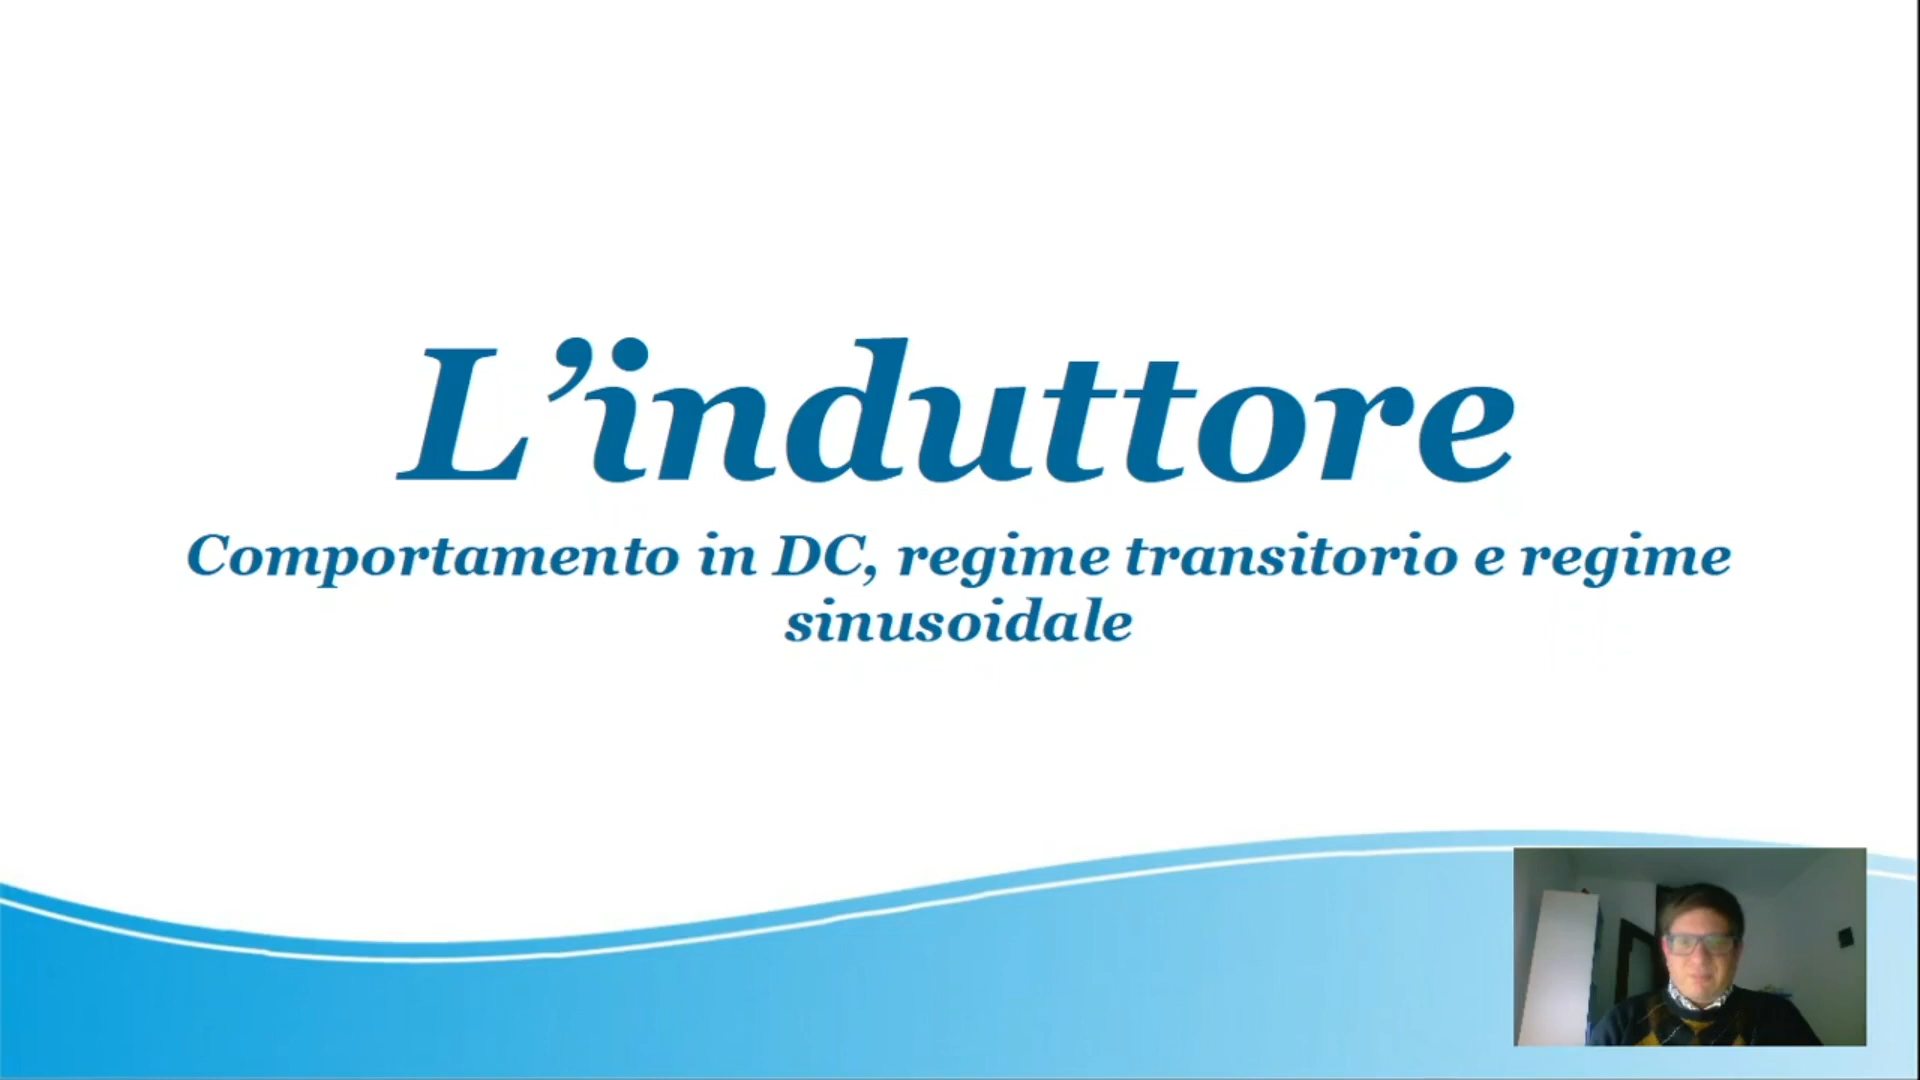 L’induttore
Comportamento in DC, regime transitorio e regime
sinusoidale